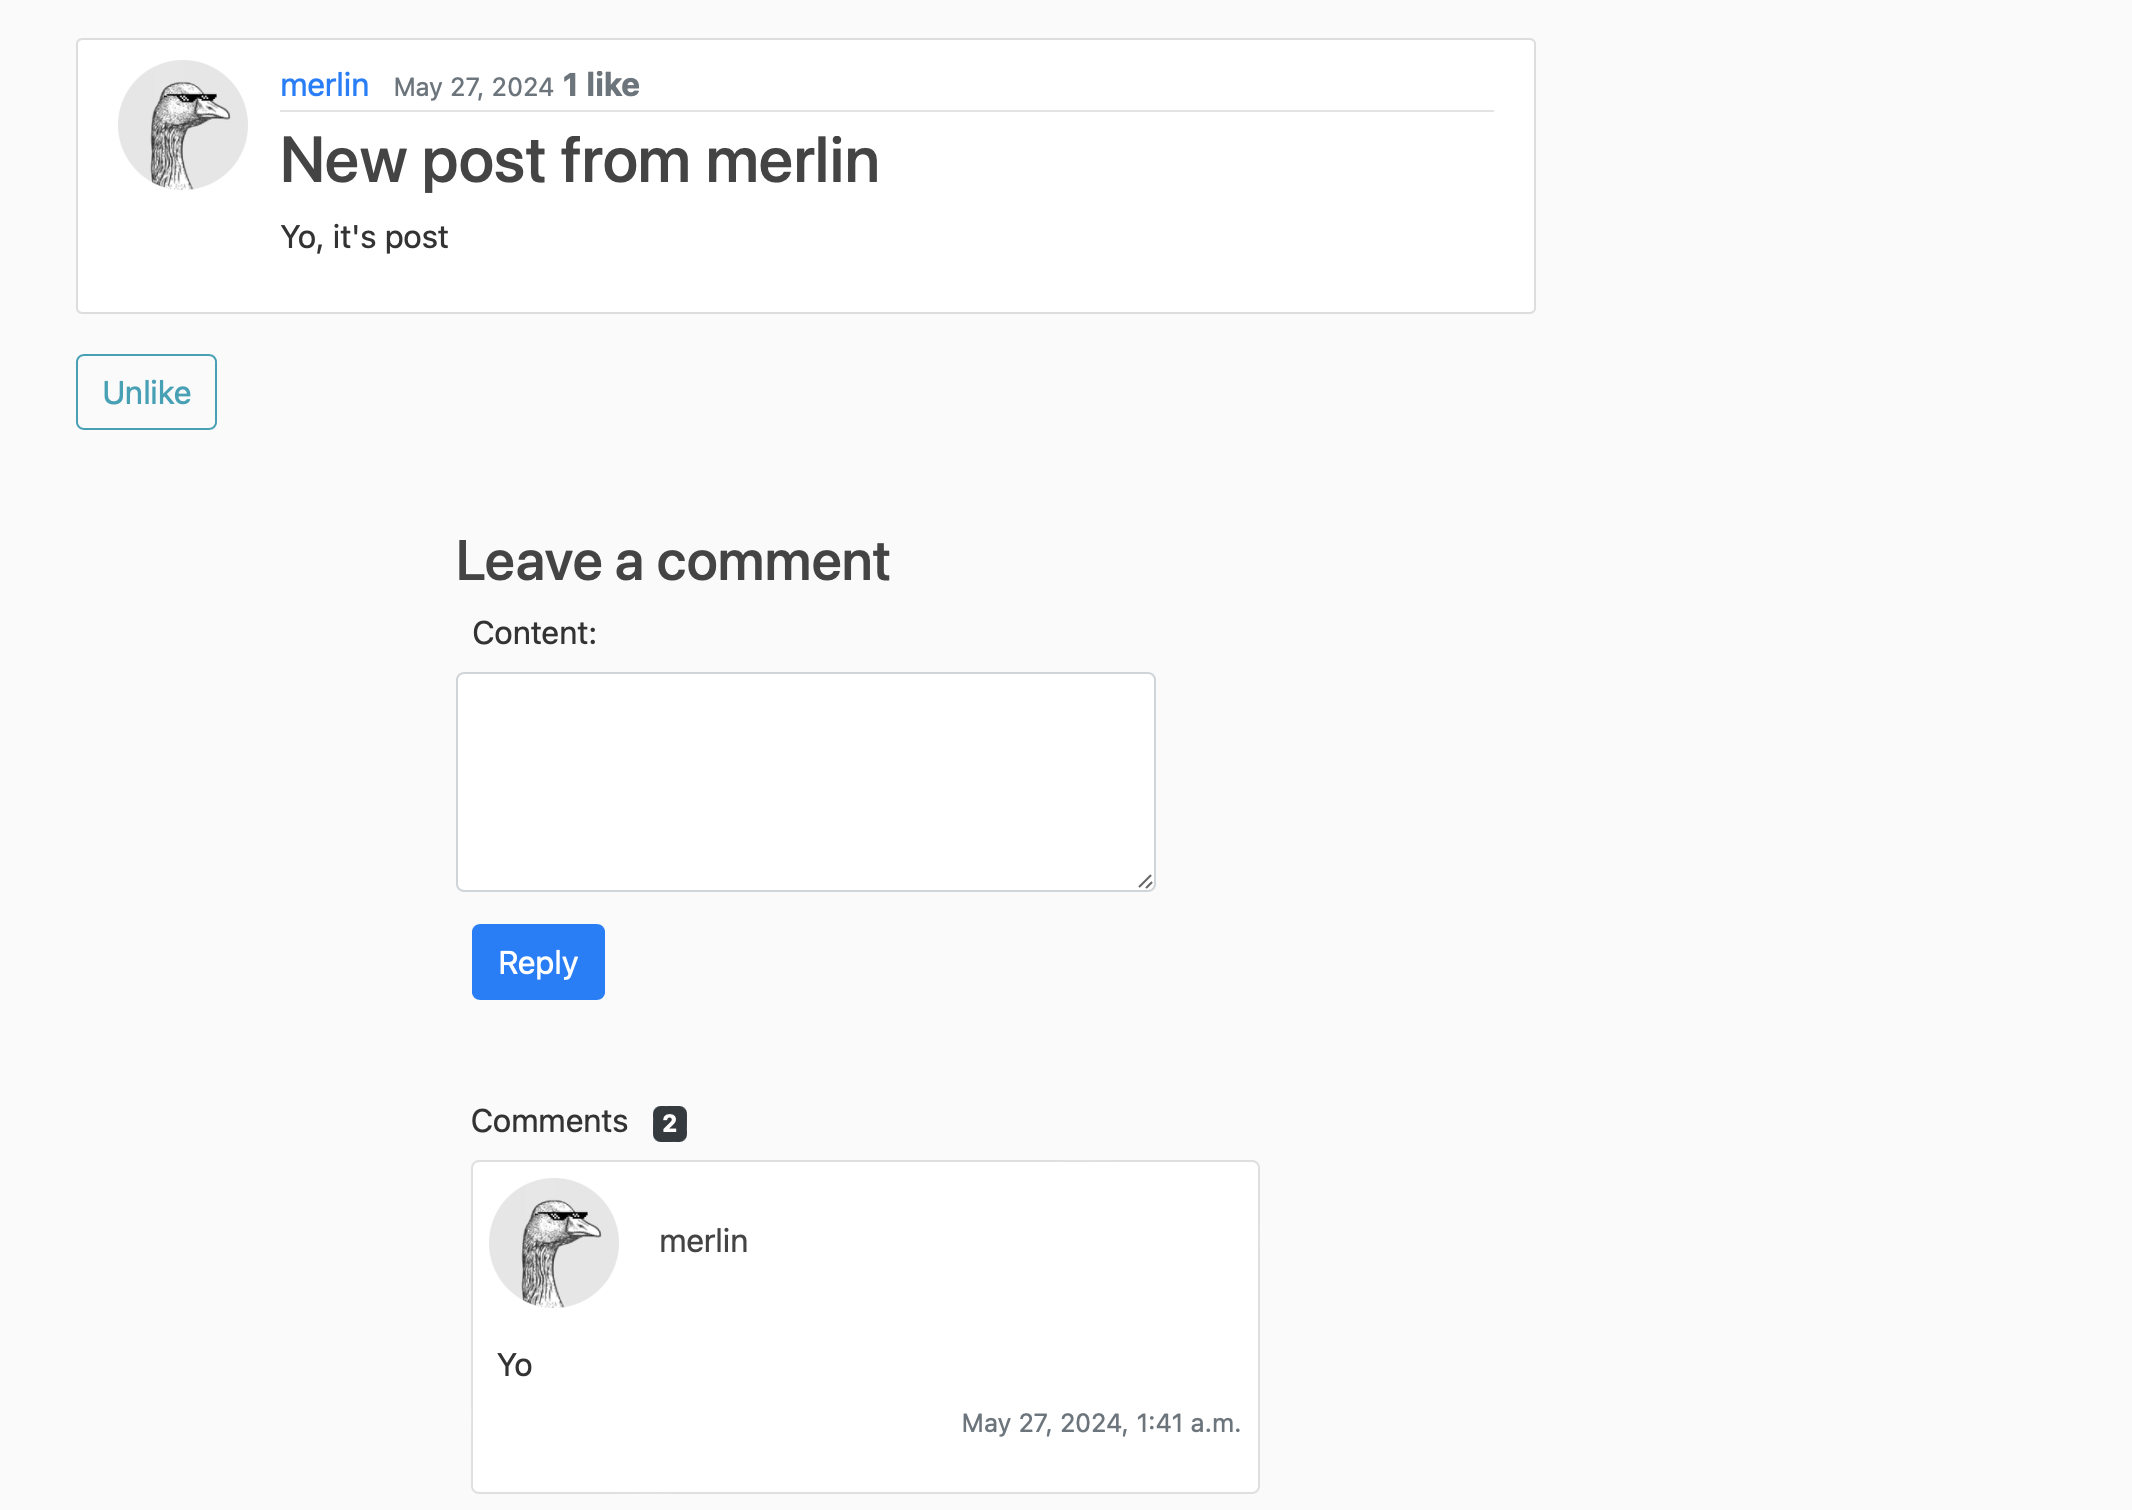 merlin May 27, 2024 1 like
New post from merlin
Yo, it's post
Unlike
Leave a comment
Content:
Reply
Comments 2
merlin
Yo
May 27, 2024, 1:41 a.m.